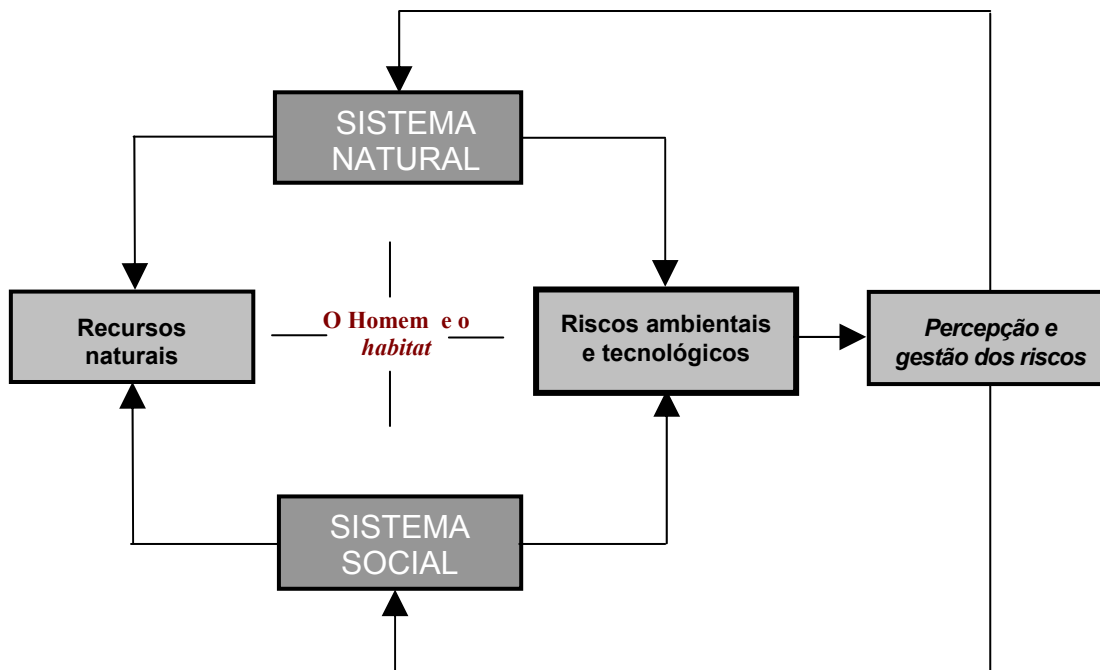 SISTEMA
NATURAL
Recursos
naturais
O Homem e o
habitat
Riscos ambientais
e tecnológicos
Percepção e
gestão dos riscos
SISTEMA
SOCIAL